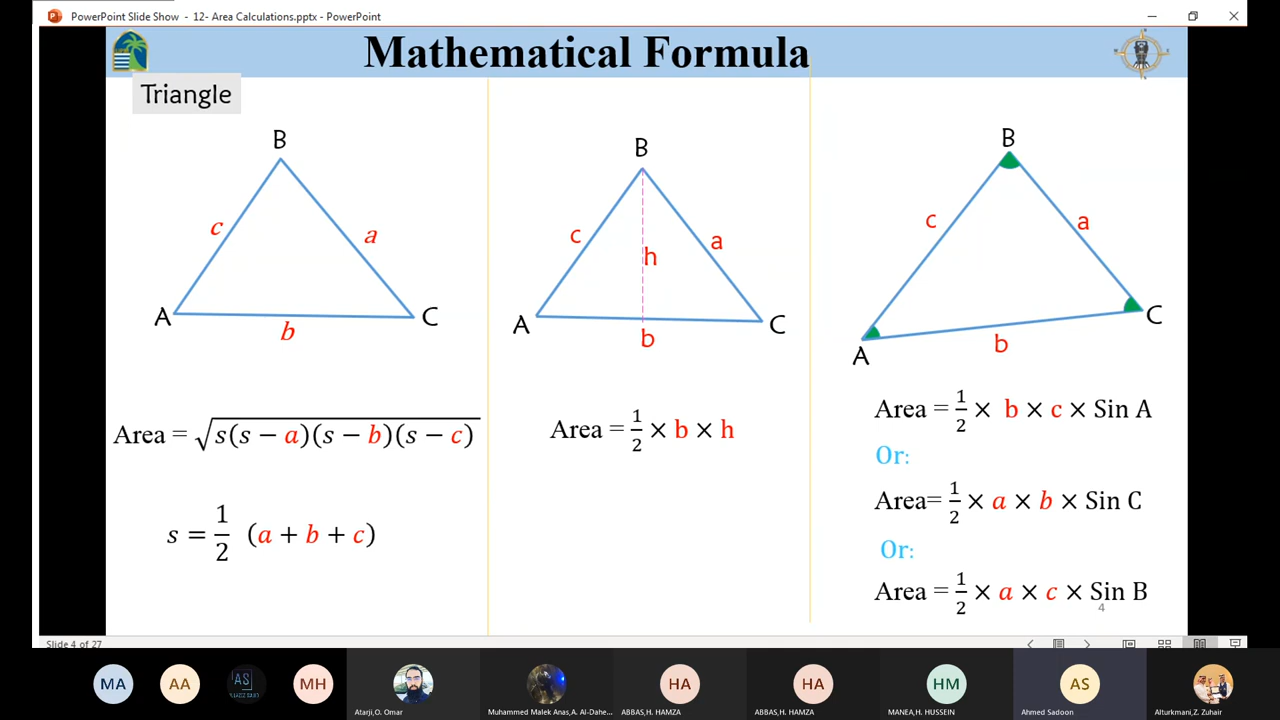 PowerPoint Slide Show - 12- Area Calculations.pptx - PowerPoint
Mathematical Formula
Triangle
B
c
a
A
C
b
Area = √s(s − a)(s − b)(s − c)
s = 1/2 (a + b + c)
B
c
h
a
A
C
b
Area = 1/2 × b × h
B
c
a
C
A
b
Area = 1/2 × b × c × Sin A
Or:
Area= 1/2 × a × b × Sin C
Or:
Area = 1/2 × a × c × Sin B
4
Slide 4 of 27
MA
AA
AS
MH
HA
HA
HM
AS
Atarji,O. Omar
Muhammed Malek Anas,A. Al-Dahe...
ABBAS,H. HAMZA
ABBAS,H. HAMZA
MANEA,H. HUSSEIN
Ahmed Sadoon
Alturkmani,Z. Zuhair